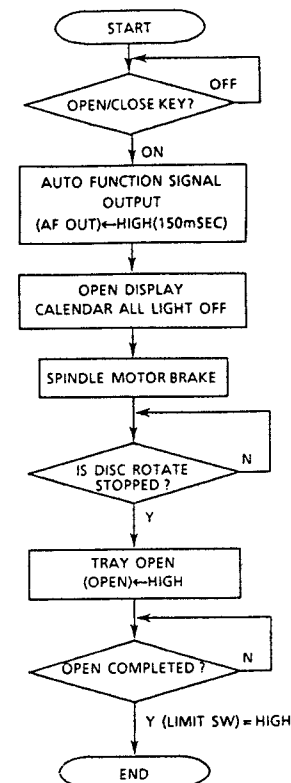 START
OFF
OPEN/CLOSE KEY?
ON
AUTO FUNCTION SIGNAL
OUTPUT
(AF OUT)←HIGH(150mSEC)
OPEN DISPLAY
CALENDAR ALL LIGHT OFF
SPINDLE MOTOR BRAKE
N
IS DISC ROTATE
STOPPED ?
Y
TRAY OPEN
(OPEN)←HIGH
N
OPEN COMPLETED ?
Y (LIMIT SW) = HIGH
END